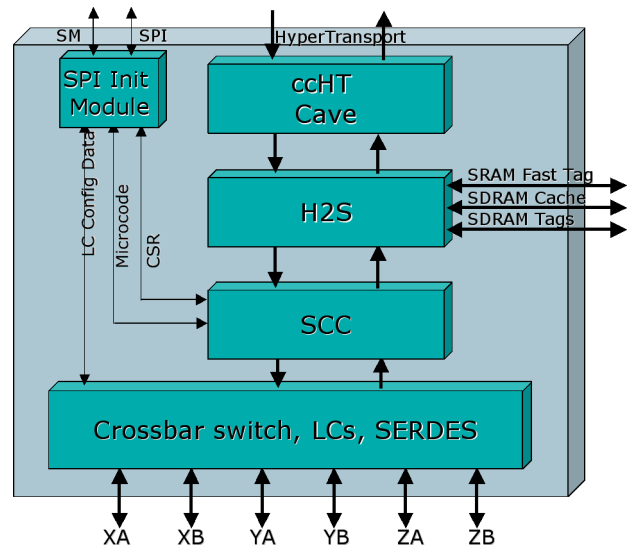 SM
SPI
HyperTransport
SPI Init
Module
ccHT
Cave
LC Config Data
Microcode
CSR
SRAM Fast Tag
SDRAM Cache
SDRAM Tags
H2S
SCC
Crossbar switch, LCs, SERDES
XA
XB
YA
YB
ZA
ZB